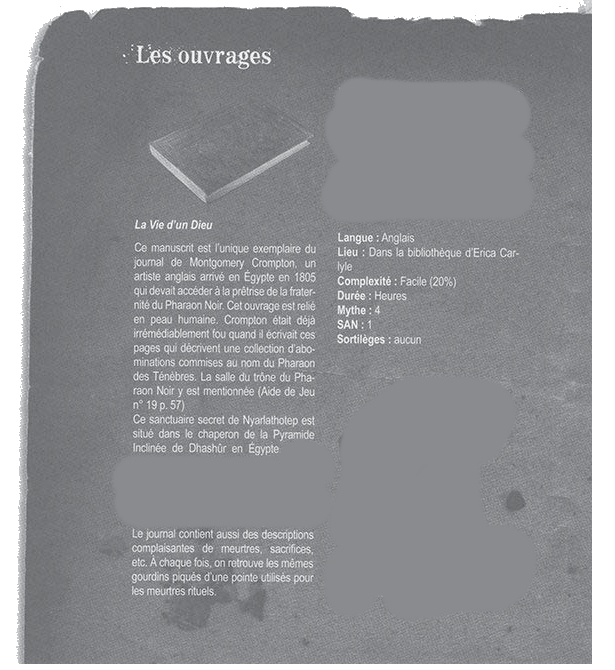 Les ouvrages
La Vie d'un Dieu
Ce manuscrit est l'unique exemplaire du
journal de Montgomery Crompton, un
artiste anglais arrivé en Égypte en 1805
qui devait accéder à la prêtrise de la frater-
nité du Pharaon Noir. Cet ouvrage est relié
en peau humaine. Crompton était déjà
irrémédiablement fou quand il écrivait ces
pages qui décrivent une collection d'abo-
minations commises au nom du Pharaon
des Ténèbres. La salle du trône du Pha-
raon Noir y est mentionnée (Aide de Jeu
n° 19 p. 57)
Ce sanctuaire secret de Nyarlathotep est
situé dans le chaperon de la Pyramide
Inclinée de Dhashûr en Égypte
Le journal contient aussi des descriptions
complaisantes de meurtres, sacrifices,
etc. À chaque fois, on retrouve les mêmes
gourdins piqués d'une pointe utilisés pour
les meurtres rituels.
Langue : Anglais
Lieu : Dans la bibliothèque d'Erica Car-
lyle
Complexité : Facile (20%)
Durée : Heures
Mythe : 4
SAN : 1
Sortilèges : aucun